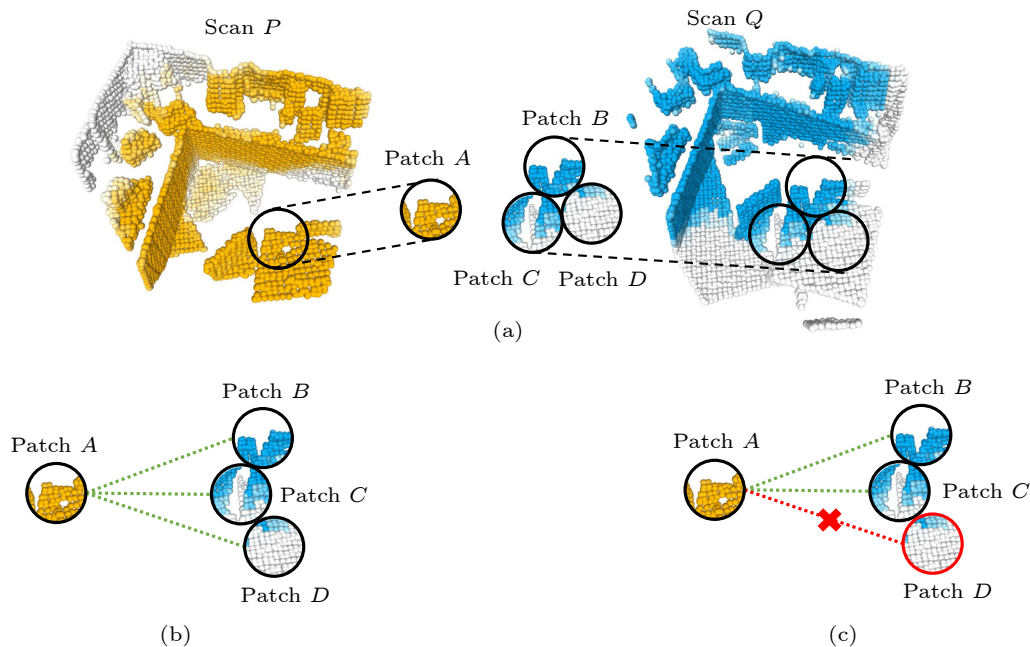 Scan P
Scan Q
Patch B
Patch A
Patch C
Patch D
(a)
Patch B
Patch A
Patch C
Patch D
(b)
Patch B
Patch A
Patch C
Patch D
(c)